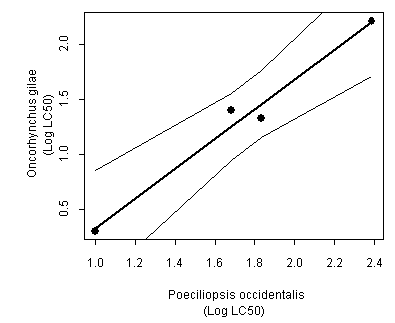 Oncorhynchus gilae
(Log LC50)
2.0
1.5
1.0
0.5
1.0 1.2 1.4 1.6 1.8 2.0 2.2 2.4
Poeciliopsis occidentalis
(Log LC50)